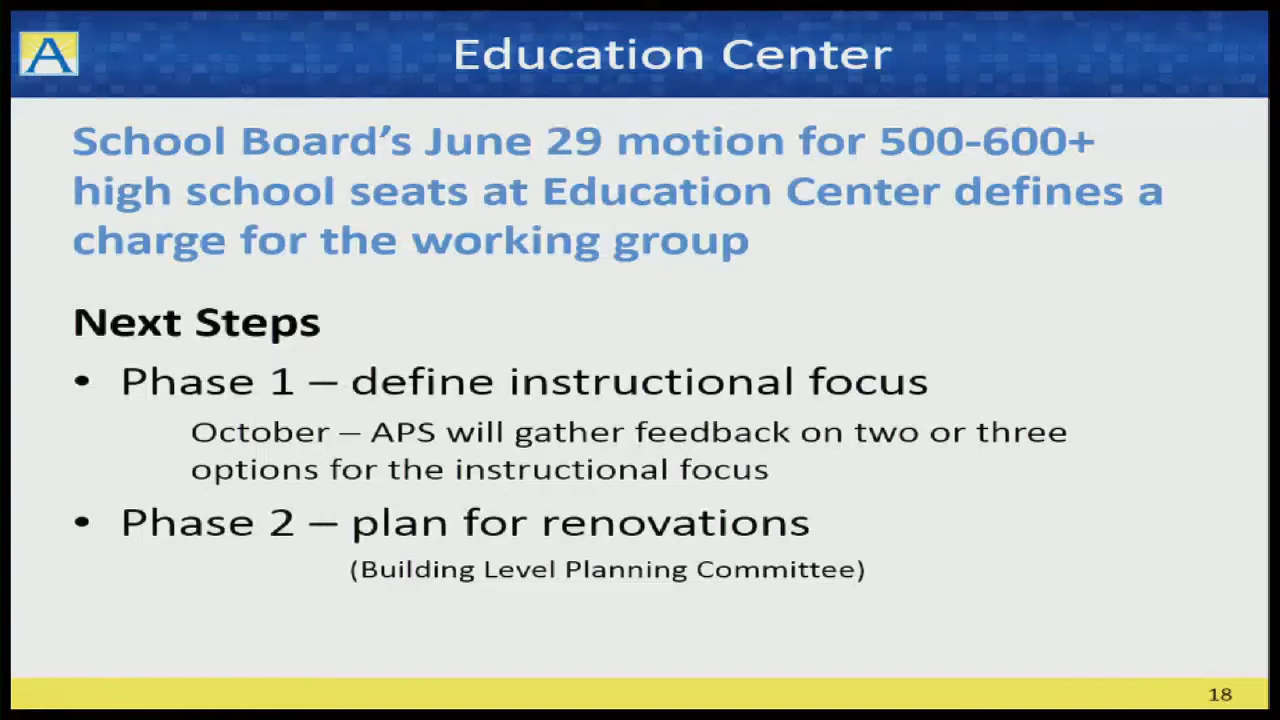 A
Education Center
School Board’s June 29 motion for 500-600+
high school seats at Education Center defines a
charge for the working group
Next Steps
• Phase 1 – define instructional focus
October – APS will gather feedback on two or three
options for the instructional focus
• Phase 2 – plan for renovations
(Building Level Planning Committee)
18